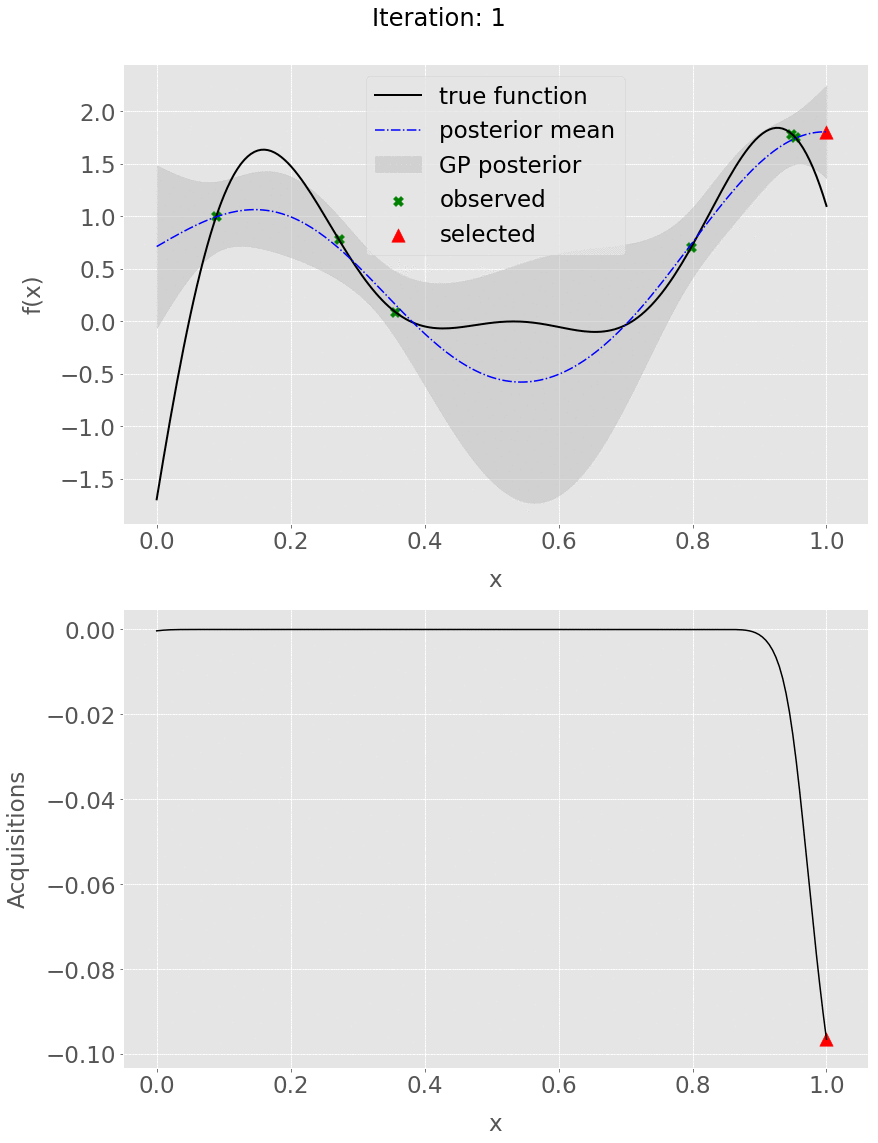 Iteration: 1
2.0
1.5
1.0
0.5
0.0
−0.5
−1.0
−1.5
f(x)
true function
posterior mean
GP posterior
observed
selected
0.0 0.2 0.4 0.6 0.8 1.0
x
0.00
−0.02
−0.04
−0.06
−0.08
−0.10
Acquisitions
0.0 0.2 0.4 0.6 0.8 1.0
x